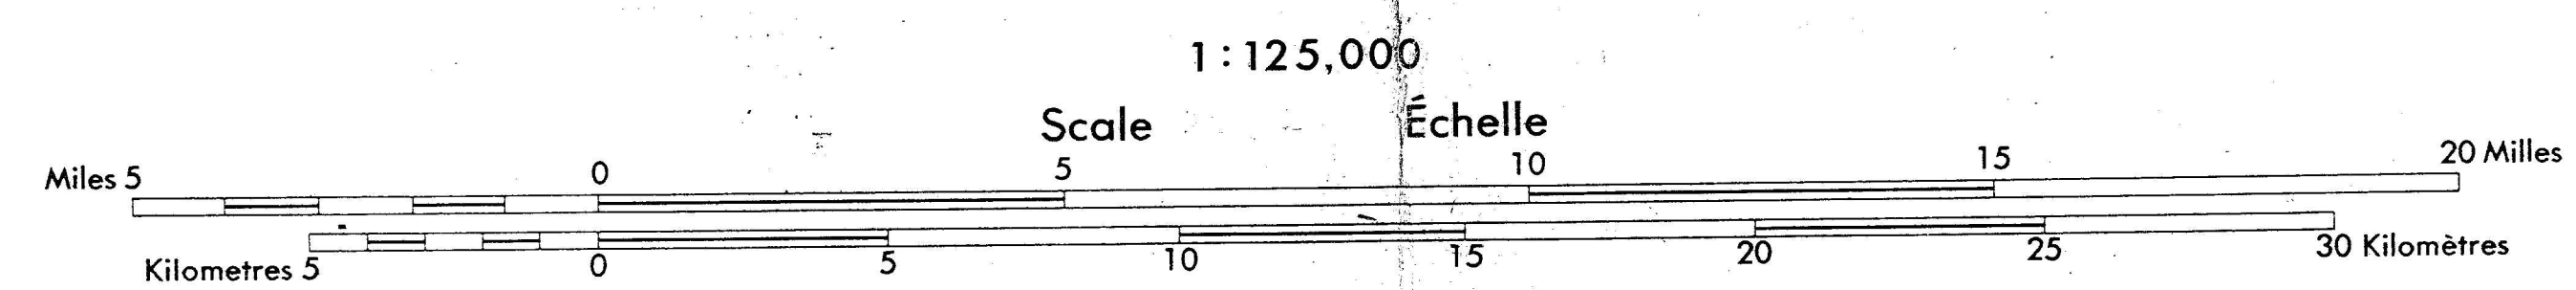 1:125,000
Scale Échelle
Miles 5 0 5 10 15 20 Milles
Kilometres 5 0 5 10 15 20 25 30 Kilomètres